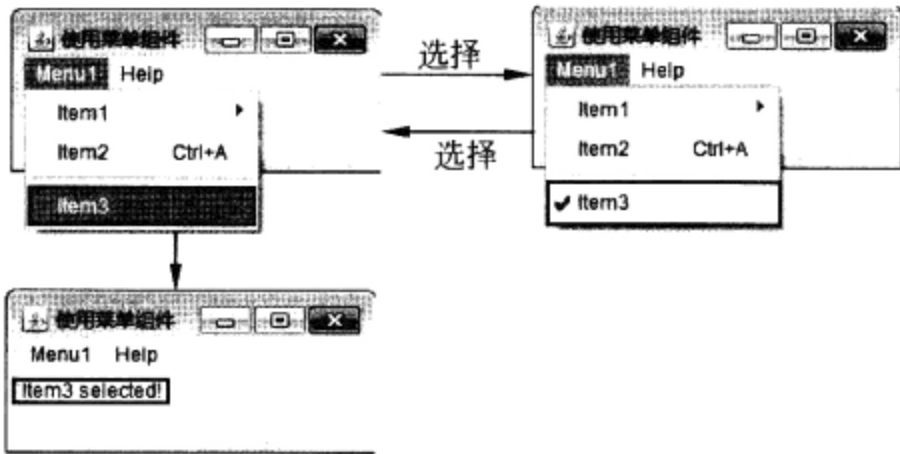 使用菜单组件
Menu1 Help
Item1
Item2 Ctrl+A
Item3
选择
选择
使用菜单组件
Menu1 Help
Item1
Item2 Ctrl+A
Item3
使用菜单组件
Menu1 Help
Item3 selected!